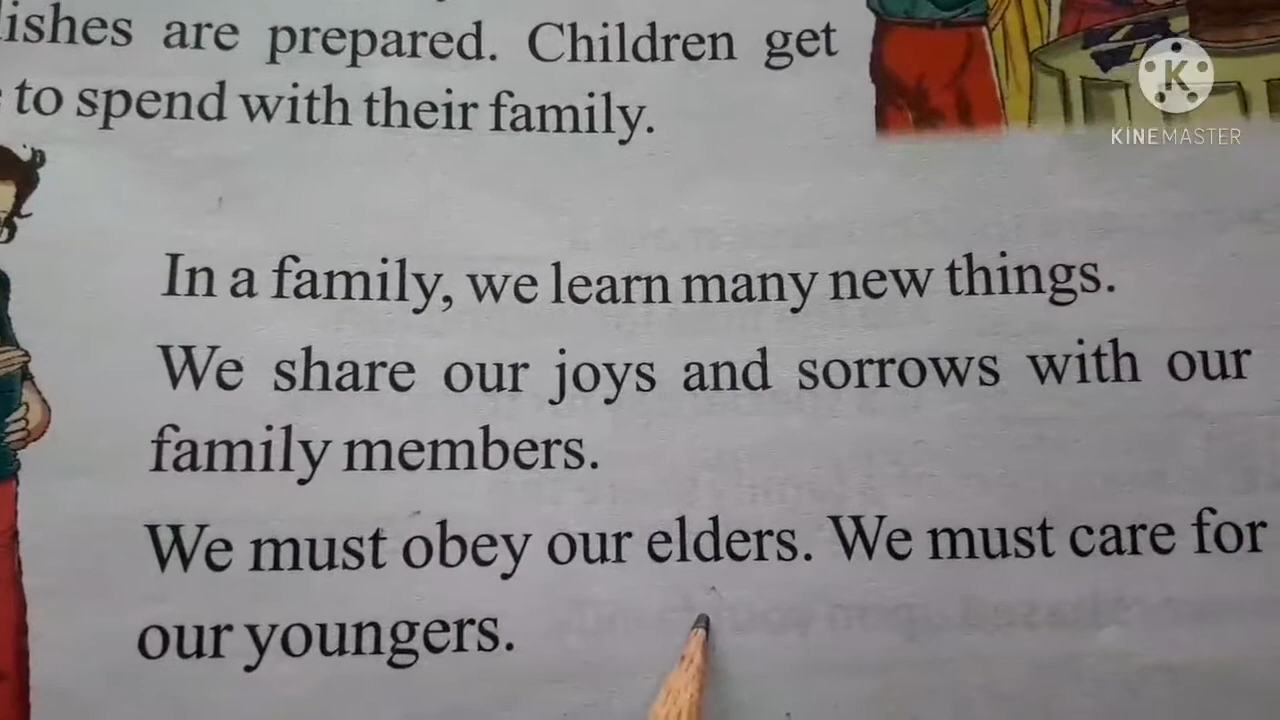 are prepared. Children get
to spend with their family.
K
KINEMASTER
In a family, we learn many new things.
We share our joys and sorrows with our
family members.
We must obey our elders. We must care for
our youngers.